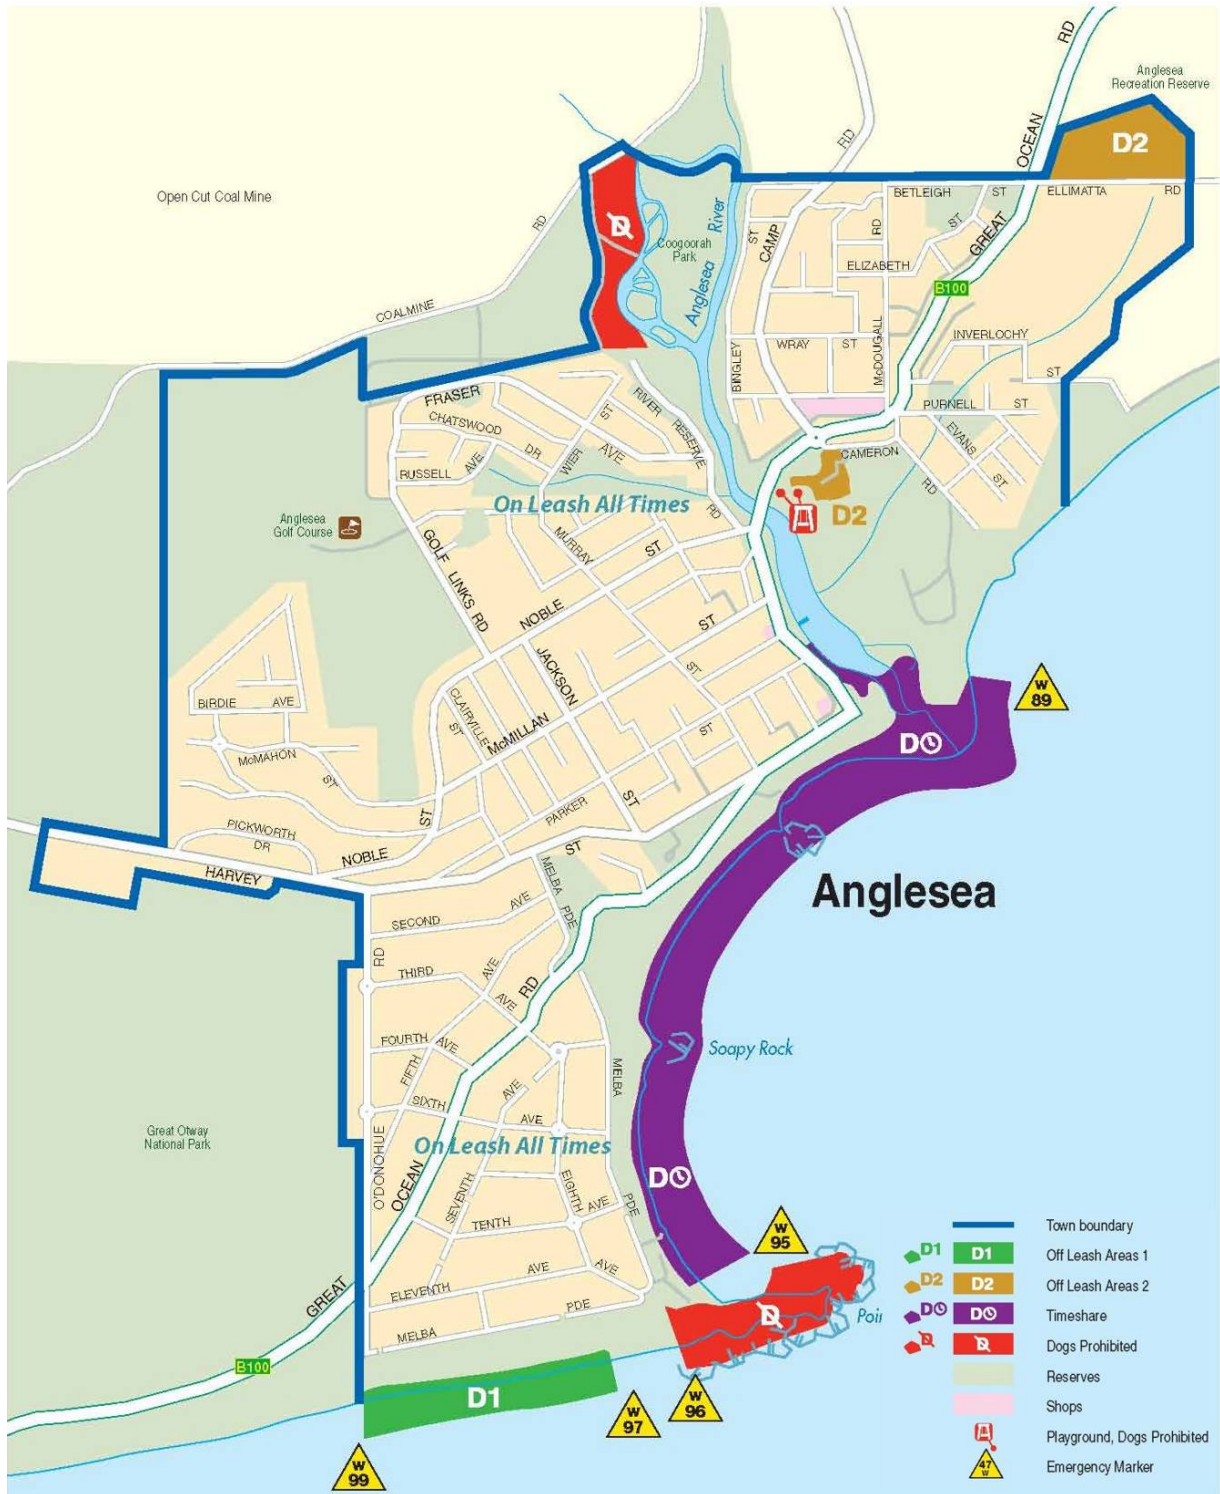 RD
Anglesea
Recreation Reserve
OCEAN
D2
RD
Open Cut Coal Mine
BETLEIGH
ST
ELLIMATTA
RD
River
RD
D
ST
CAMP
RD
ST
GREAT
Coogoorah
Park
Anglesea
ELIZABETH
B100
COALMINE
INVERLOCHY
BINGLEY
WRAY
ST
McDOUGALL
ST
FRASER
ST
RIVER
PURNELL
ST
CHATSWOOD
RESERVE
DR
AVE
EVANS
RUSSELL
AVE
WIER
CAMERON
ST
RD
On Leash All Times
RD
D2
Anglesea
Golf Course
GOLF
MURRAY
ST
LINKS
NOBLE
RD
ST
JACKSON
ST
W
89
BIRDIE
AVE
CLAIRVILLE
ST
McMILLAN
ST
D
McMAHON
ST
ST
ST
PARKER
PICKWORTH
DR
NOBLE
ST
HARVEY
MELBA
Anglesea
SECOND
AVE
PDE
RD
THIRD
AVE
RD
AVE
FOURTH
AVE
Soapy Rock
FIFTH
MELBA
AVE
SIXTH
AVE
Great Otway
National Park
O'DONOHUE
On Leash All Times
OCEAN
SEVENTH
EIGHTH
D
AVE
PDE
TENTH
W
95
Town boundary
D1
D1
Off Leash Areas 1
AVE
AVE
D2
D2
Off Leash Areas 2
ELEVENTH
GREAT
PDE
D
Poin
D
D
Timeshare
MELBA
D
D
Dogs Prohibited
B100
Reserves
D1
W
96
Shops
W
97
Playground, Dogs Prohibited
W
99
47
W
Emergency Marker